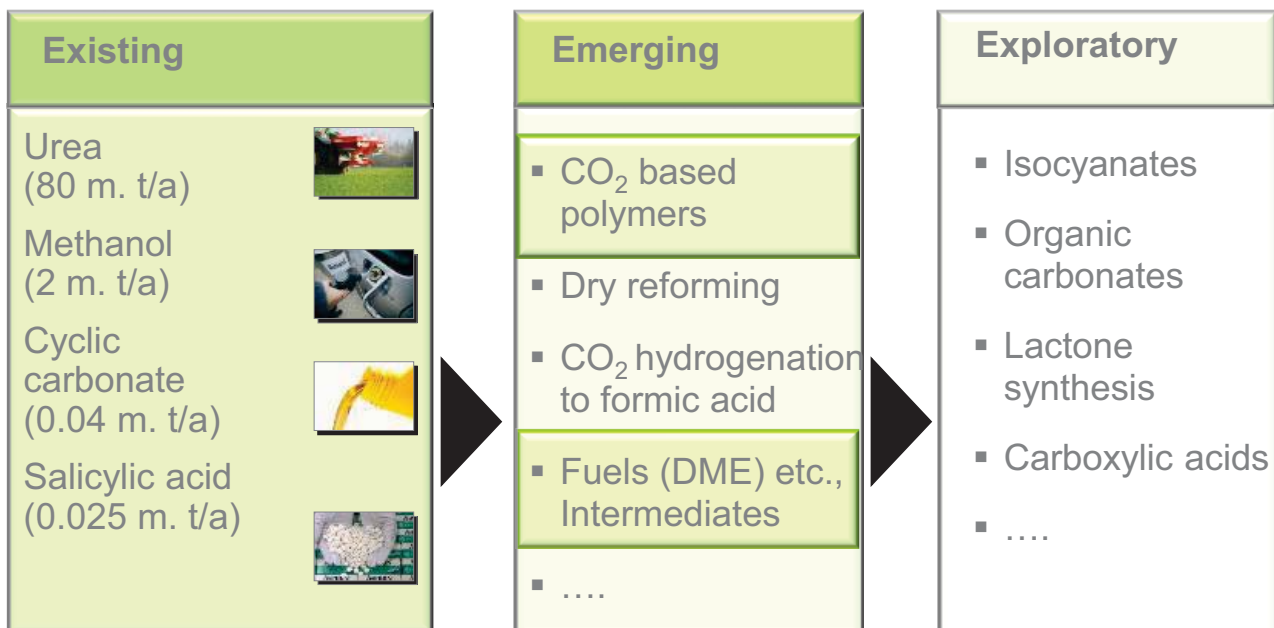 Existing
Urea
(80 m. t/a)
Methanol
(2 m. t/a)
Cyclic
carbonate
(0.04 m. t/a)
Salicylic acid
(0.025 m. t/a)
Emerging
▪ CO₂ based
polymers
▪ Dry reforming
▪ CO₂ hydrogenation
to formic acid
▪ Fuels (DME) etc.,
Intermediates
▪ ....
Exploratory
▪ Isocyanates
▪ Organic
carbonates
▪ Lactone
synthesis
▪ Carboxylic acids
▪ ....